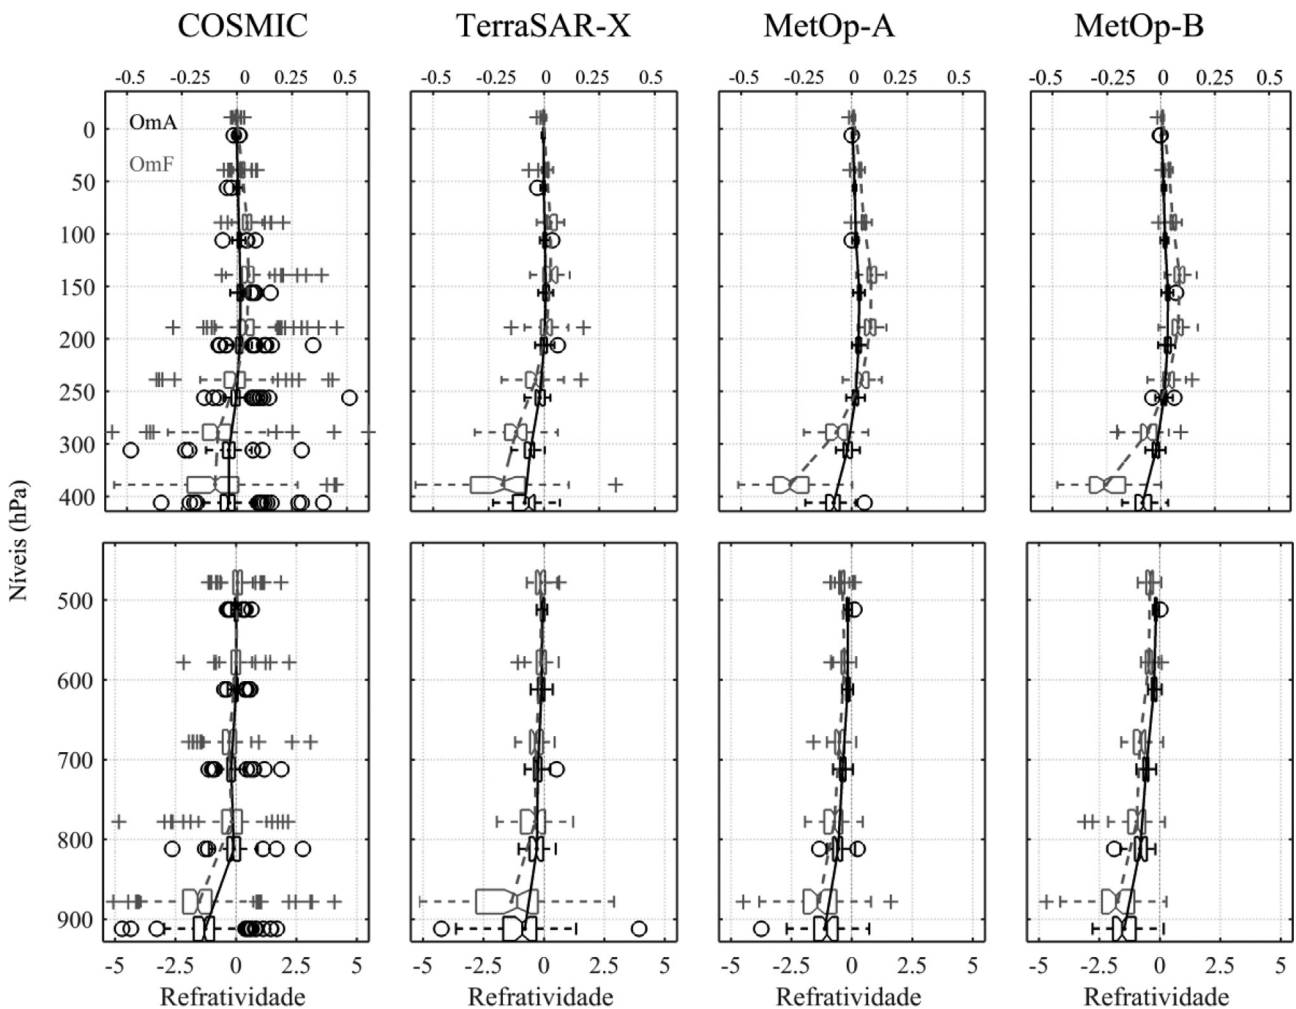 COSMIC TerraSAR-X MetOp-A MetOp-B
-0.5 -0.25 0 0.25 0.5 -0.5 -0.25 0 0.25 0.5 -0.5 -0.25 0 0.25 0.5 -0.5 -0.25 0 0.25 0.5
OmA
0
OmF
50
100
150
200
250
300
400
Níveis (hPa)
500
600
700
800
900
-5 -2.5 0 2.5 5 -5 -2.5 0 2.5 5 -5 -2.5 0 2.5 5 -5 -2.5 0 2.5 5
Refratividade Refratividade Refratividade Refratividade